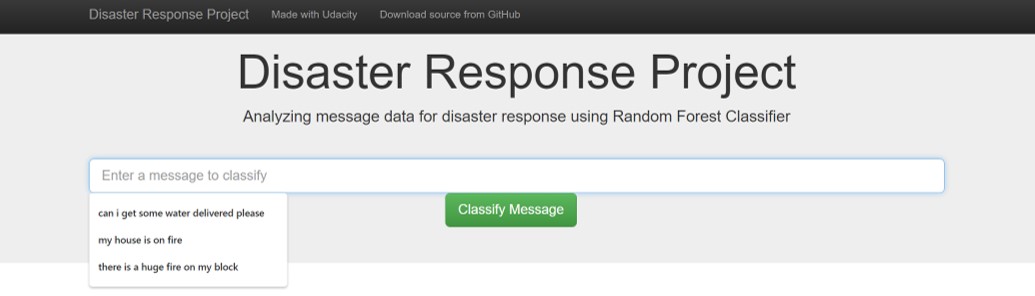 Disaster Response Project Made with Udacity Download source from GitHub
Disaster Response Project
Analyzing message data for disaster response using Random Forest Classifier
Enter a message to classify
Classify Message
can i get some water delivered please
my house is on fire
there is a huge fire on my block